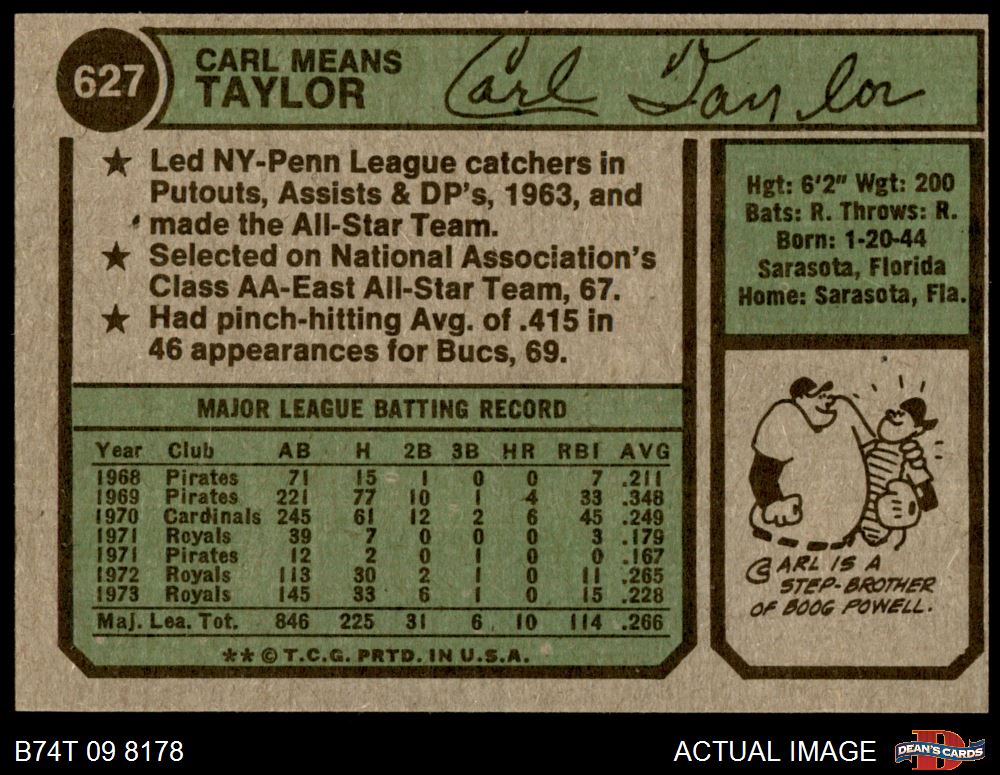 627
CARL MEANS
TAYLOR
Carl Taylor
★ Led NY-Penn League catchers in
Putouts, Assists & DP's, 1963, and
made the All-Star Team.
★ Selected on National Association's
Class AA-East All-Star Team, 67.
★ Had pinch-hitting Avg. of .415 in
46 appearances for Bucs, 69.
Hgt: 6'2" Wgt: 200
Bats: R. Throws: R.
Born: 1-20-44
Sarasota, Florida
Home: Sarasota, Fla.
MAJOR LEAGUE BATTING RECORD
Year Club AB H 2B 3B HR RBI AVG
1968 Pirates 71 15 1 0 0 7 .211
1969 Pirates 221 77 10 1 4 33 .348
1970 Cardinals 245 61 12 2 6 45 .249
1971 Royals 39 7 0 0 0 3 .179
1971 Pirates 12 2 0 1 0 0 .167
1972 Royals 113 30 2 1 0 11 .265
1973 Royals 145 33 6 1 0 15 .228
Maj. Lea. Tot. 846 225 31 6 10 114 .266
** © T.C.G. PRTD. IN U.S.A.
CARL IS A
STEP-BROTHER
OF BOOG POWELL.
B74T 09 8178
ACTUAL IMAGE
DEAN'S CARDS